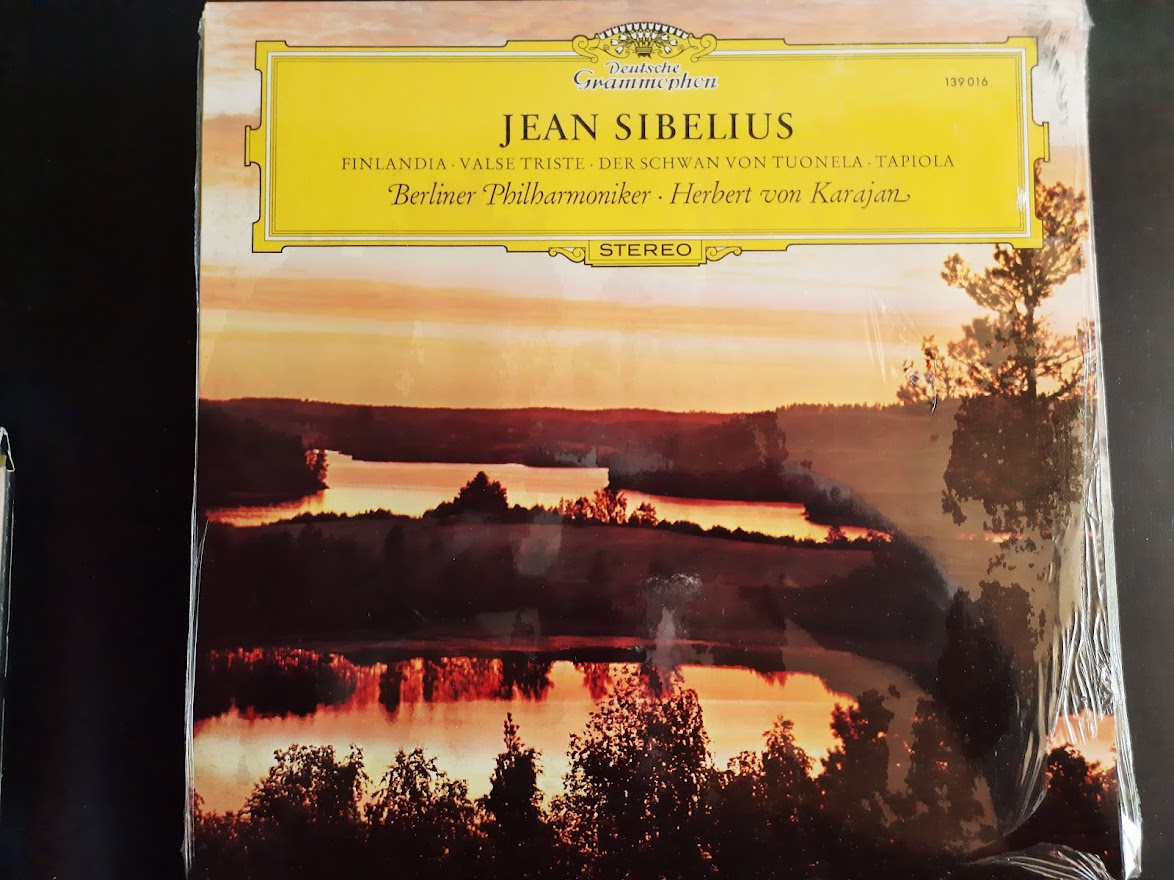 Deutsche
Grammophon
139 016
JEAN SIBELIUS
FINLANDIA · VALSE TRISTE · DER SCHWAN VON TUONELA · TAPIOLA
Berliner Philharmoniker · Herbert von Karajan
STEREO